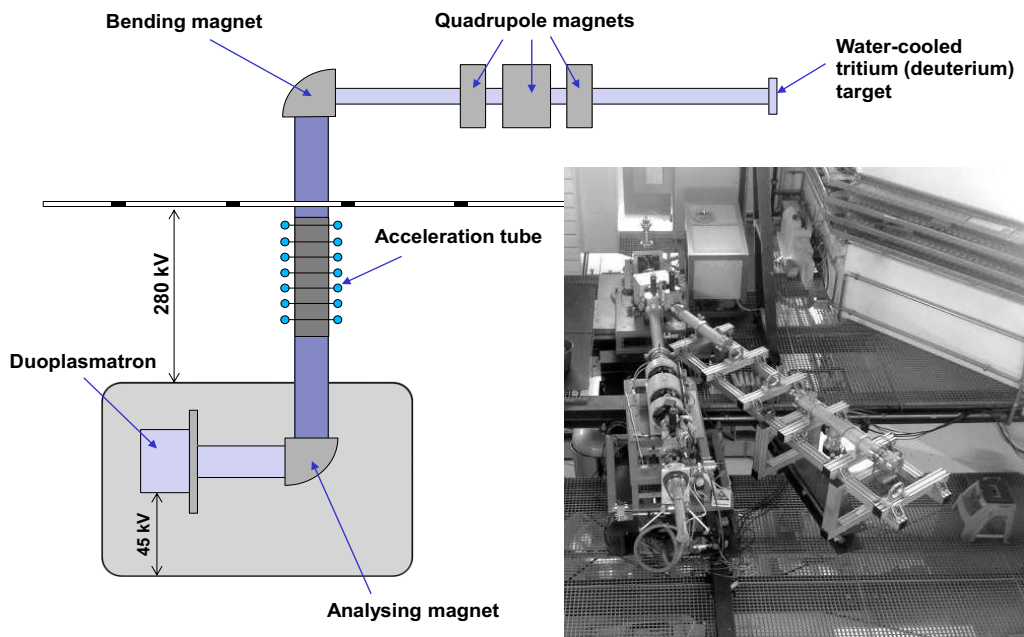 Bending magnet
Quadrupole magnets
Water-cooled
tritium (deuterium)
target
Acceleration tube
280 kV
Duoplasmatron
45 kV
Analysing magnet